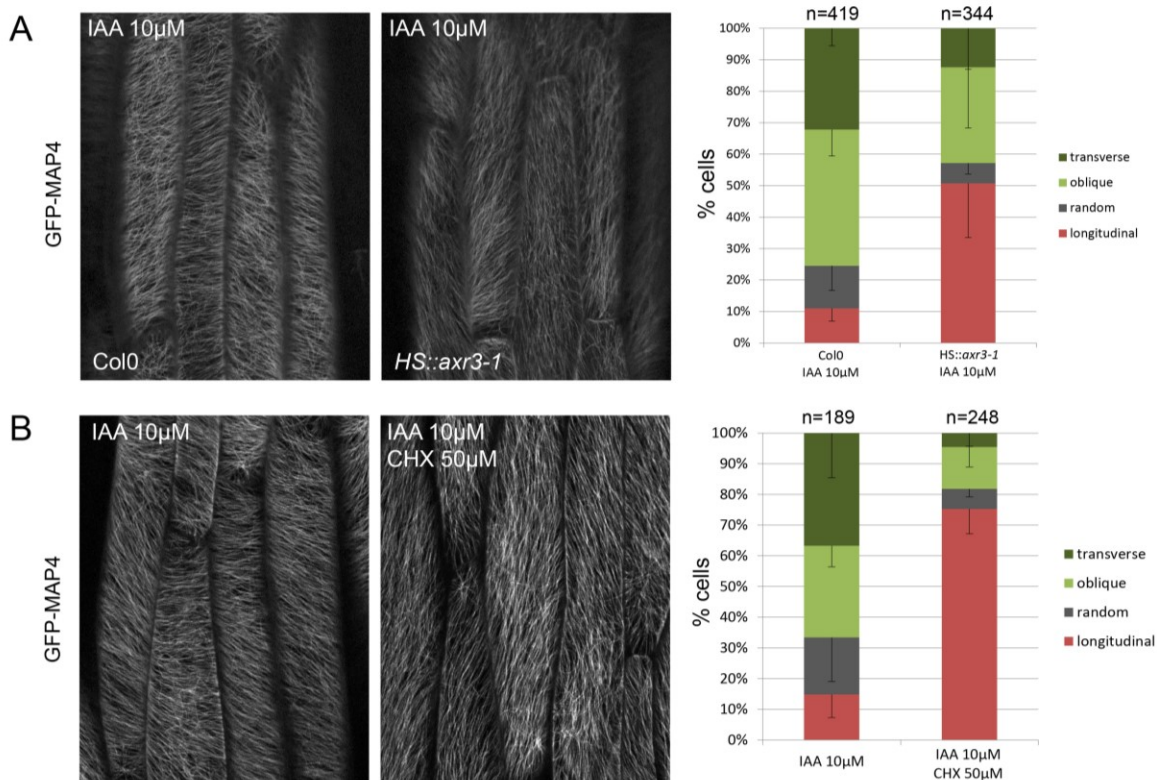 A
GFP-MAP4
IAA 10µM
Col0
IAA 10µM
HS::axr3-1
n=419
n=344
% cells
100%
90%
80%
70%
60%
50%
40%
30%
20%
10%
0%
Col0
IAA 10µM
HS::axr3-1
IAA 10µM
transverse
oblique
random
longitudinal
B
GFP-MAP4
IAA 10µM
IAA 10µM
CHX 50µM
n=189
n=248
% cells
100%
90%
80%
70%
60%
50%
40%
30%
20%
10%
0%
IAA 10µM
IAA 10µM
CHX 50µM
transverse
oblique
random
longitudinal